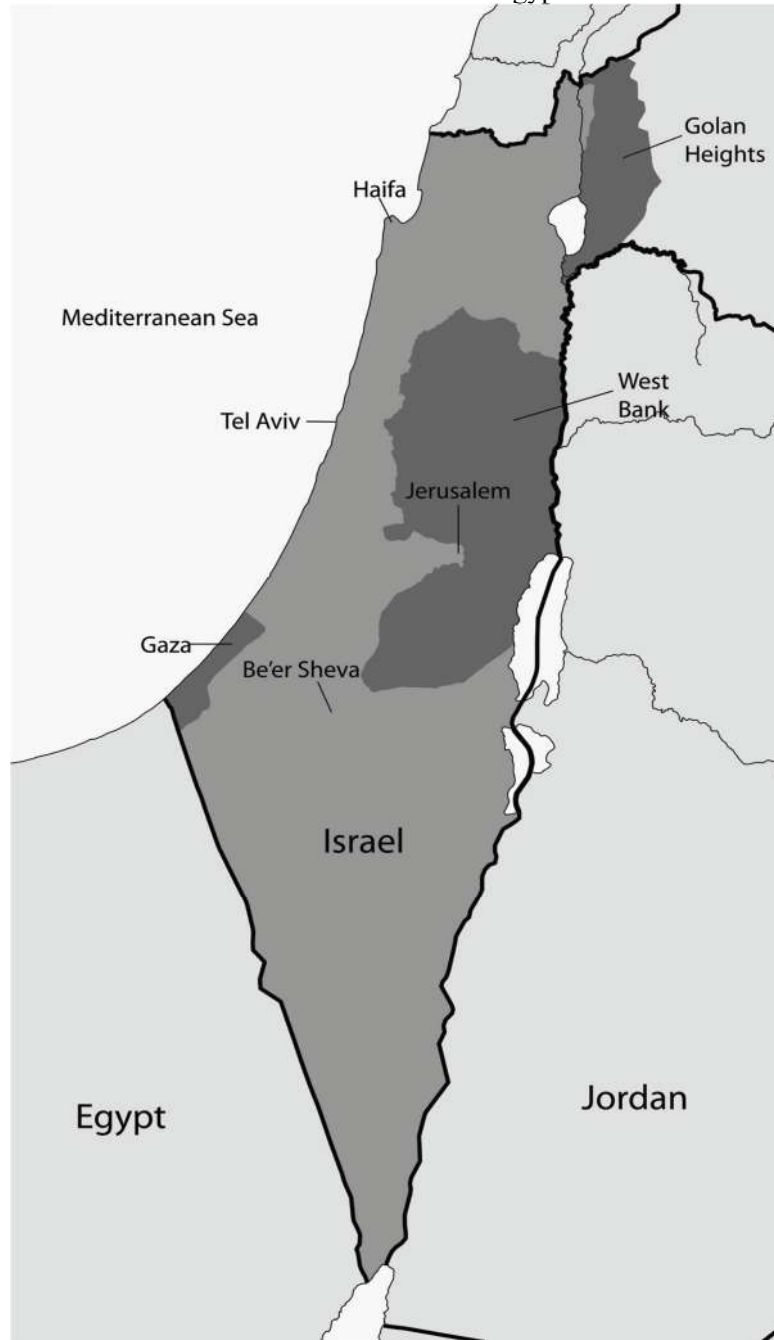 Golan
Heights
Haifa
Mediterranean Sea
West
Bank
Tel Aviv
Jerusalem
Gaza
Be'er Sheva
Israel
Egypt
Jordan